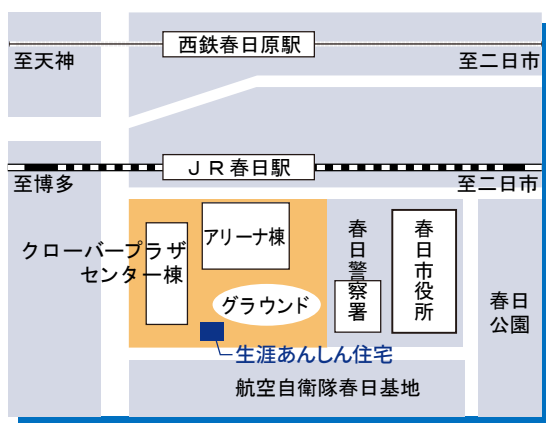 西鉄春日原駅
至天神
至二日市
ＪＲ春日駅
至博多
至二日市
クローバープラザ
センター棟
アリーナ棟
グラウンド
春日警察署
春日市役所
春日
公園
生涯あんしん住宅
航空自衛隊春日基地